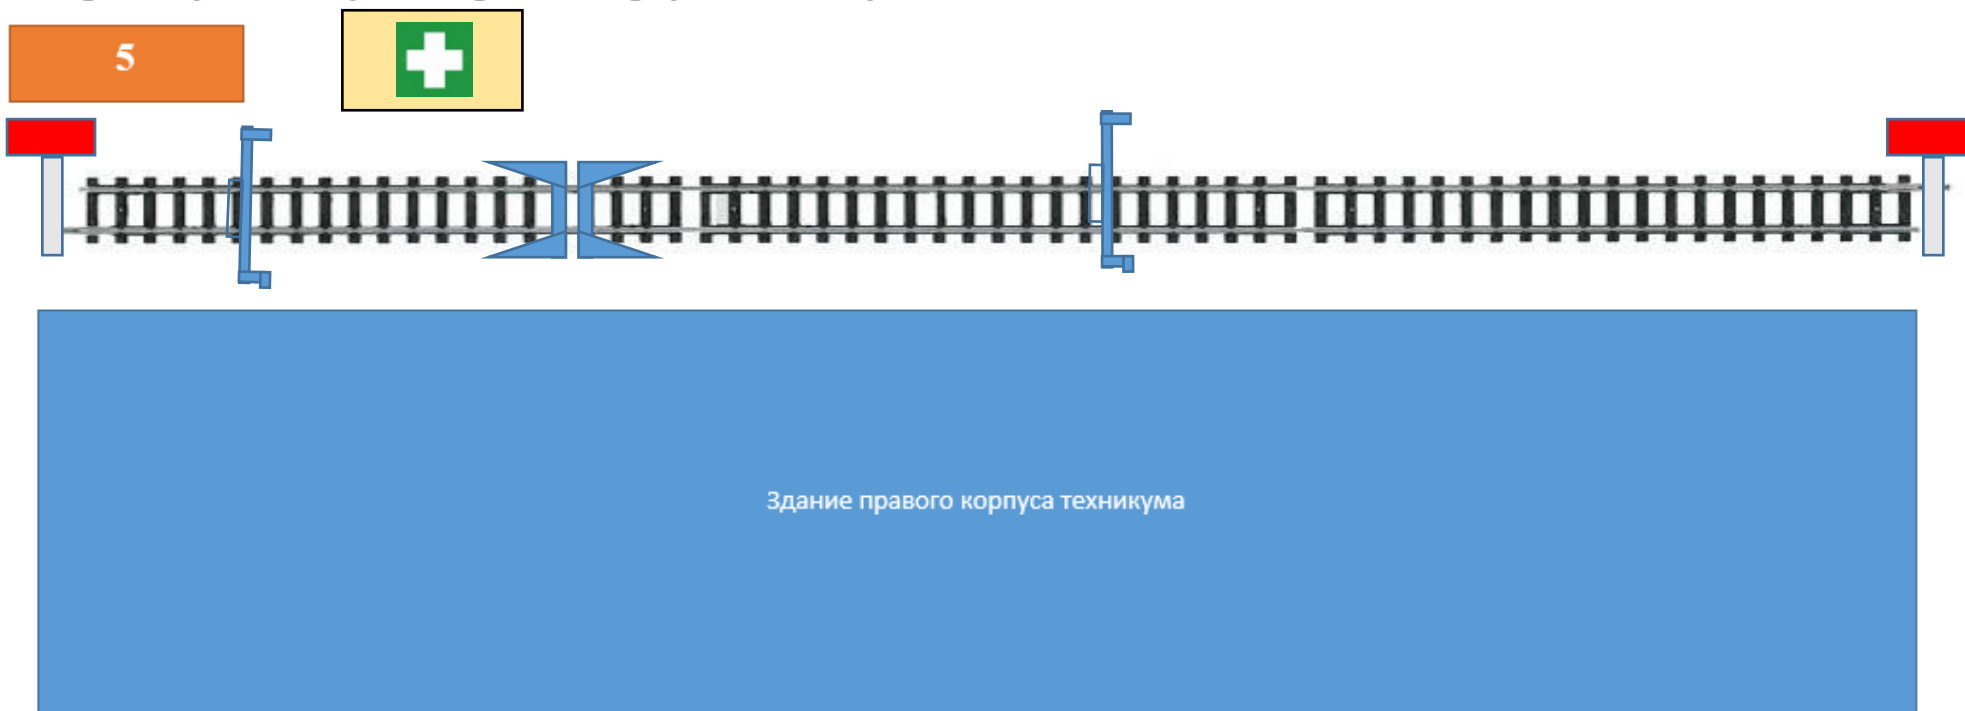 5
Здание правого корпуса техникума